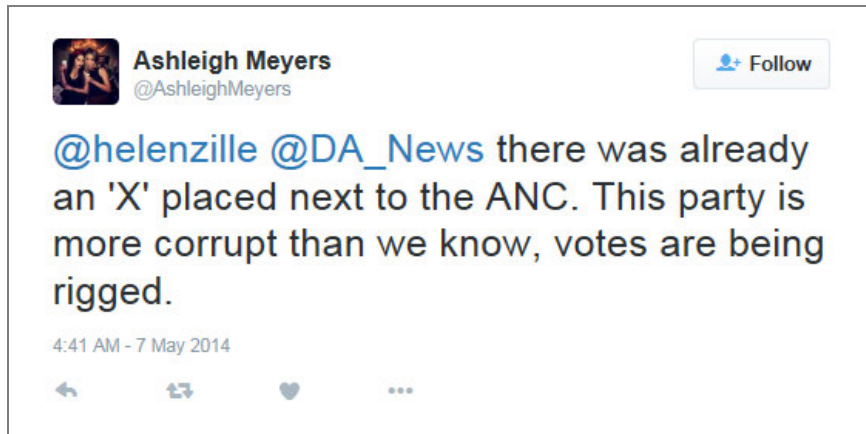 Ashleigh Meyers
@AshleighMeyers
Follow
@helenzille @DA_News there was already
an 'X' placed next to the ANC. This party is
more corrupt than we know, votes are being
rigged.
4:41 AM - 7 May 2014